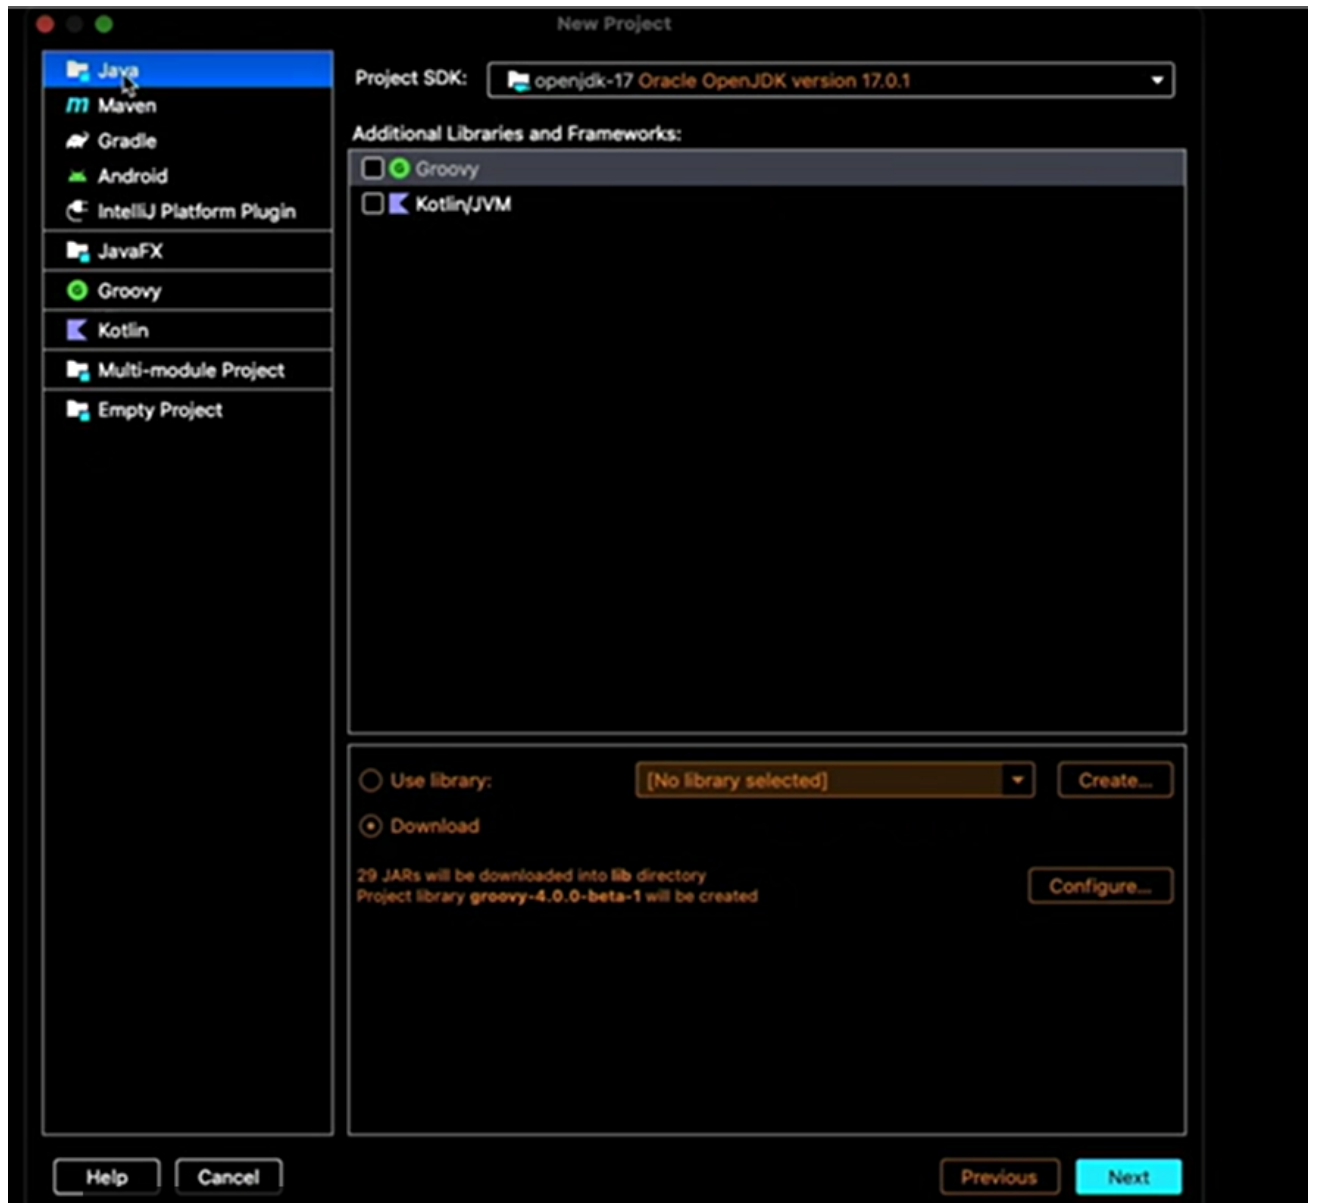 New Project
Java
Maven
Gradle
Android
IntelliJ Platform Plugin
JavaFX
Groovy
Kotlin
Multi-module Project
Empty Project
Project SDK: openjdk-17 Oracle OpenJDK version 17.0.1
Additional Libraries and Frameworks:
Groovy
Kotlin/JVM
Use library: [No library selected] Create...
Download
29 JARs will be downloaded into lib directory
Project library groovy-4.0.0-beta-1 will be created
Configure...
Help Cancel Previous Next